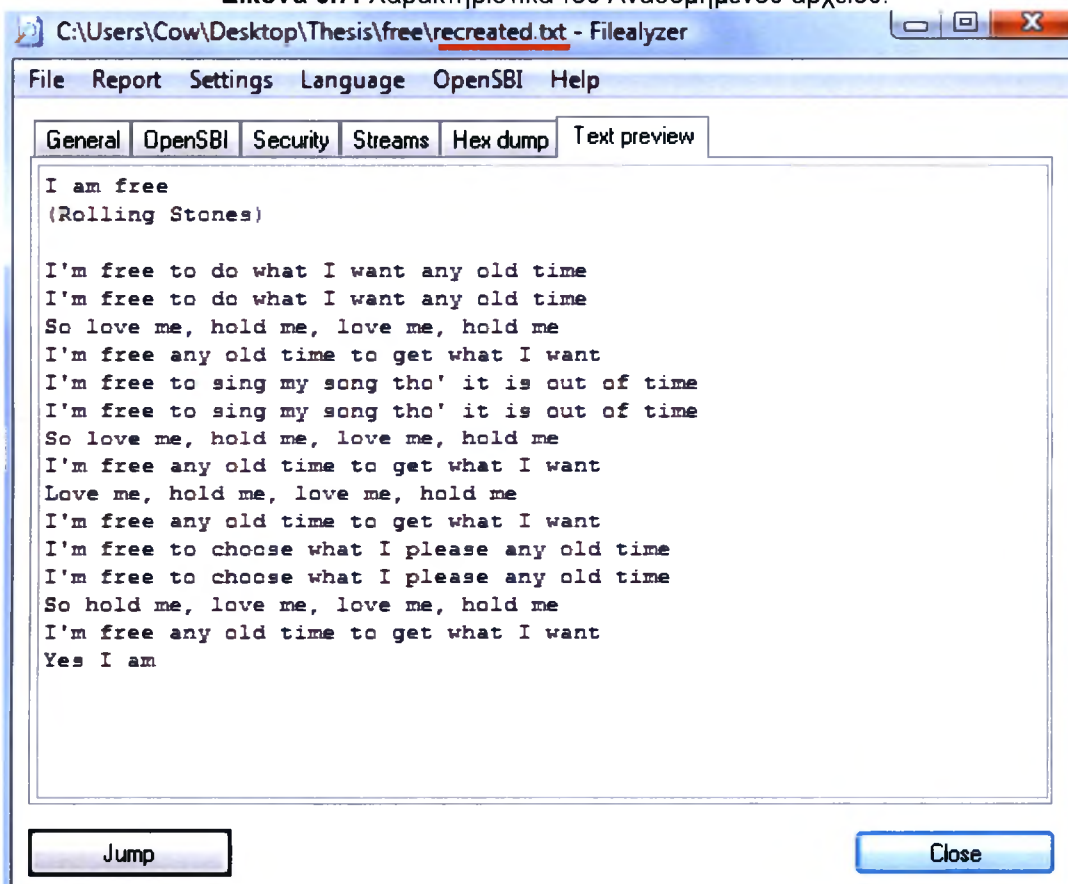 Εικόνα 5.7: Χαρακτηριστικά του Αναδομημένου αρχείου.
C:\Users\Cow\Desktop\Thesis\free\recreated.txt - Filealyzer
File Report Settings Language OpenSBI Help
General OpenSBI Security Streams Hex dump Text preview
I am free
(Rolling Stones)
I'm free to do what I want any old time
I'm free to do what I want any old time
So love me, hold me, love me, hold me
I'm free any old time to get what I want
I'm free to sing my song tho' it is out of time
I'm free to sing my song tho' it is out of time
So love me, hold me, love me, hold me
I'm free any old time to get what I want
Love me, hold me, love me, hold me
I'm free any old time to get what I want
I'm free to choose what I please any old time
I'm free to choose what I please any old time
So hold me, love me, love me, hold me
I'm free any old time to get what I want
Yes I am
Jump Close